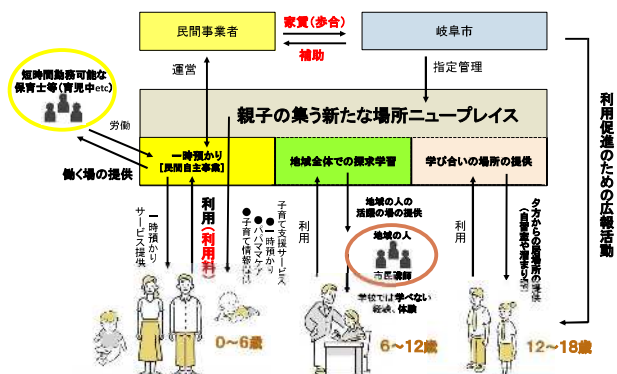 民間事業者
家賃(歩合)
補助
岐阜市
短時間勤務可能な
保育士等(育児中etc)
運営
指定管理
労働
働く場の提供
親子の集う新たな場所ニュープレイス
一時預かり
[民間自主事業]
地域全体での探求学習
学び合いの場所の提供
利用促進のための広報活動
一時預かり
サービス提供
利用(利用料)
子育て支援サービス
●一時預かり
●パパママケア
●子育て情報
利用
地域の人の
活躍の場の提供
地域の人
市民講師
学校では学べない
経験、体験
利用
夕方からの居場所の提供
(自習室や溜まり
0～6歳
6～12歳
12～18歳